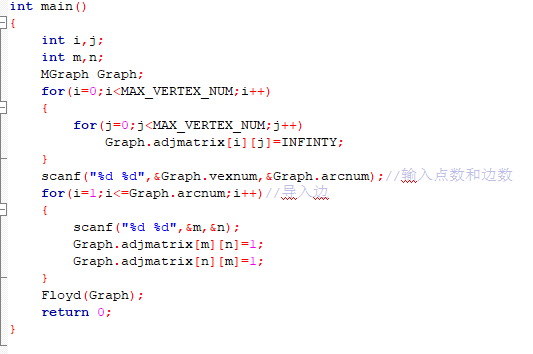 int main()
{
int i,j;
int m,n;
MGraph Graph;
for(i=0;i<MAX_VERTEX_NUM;i++)
{
for(j=0;j<MAX_VERTEX_NUM;j++)
Graph.adjmatrix[i][j]=INFINTY;
}
scanf("%d %d",&Graph.vexnum,&Graph.arcnum);//输入点数和边数
for(i=1;i<=Graph.arcnum;i++)//导入边
{
scanf("%d %d",&m,&n);
Graph.adjmatrix[m][n]=1;
Graph.adjmatrix[n][m]=1;
}
Floyd(Graph);
return 0;
}